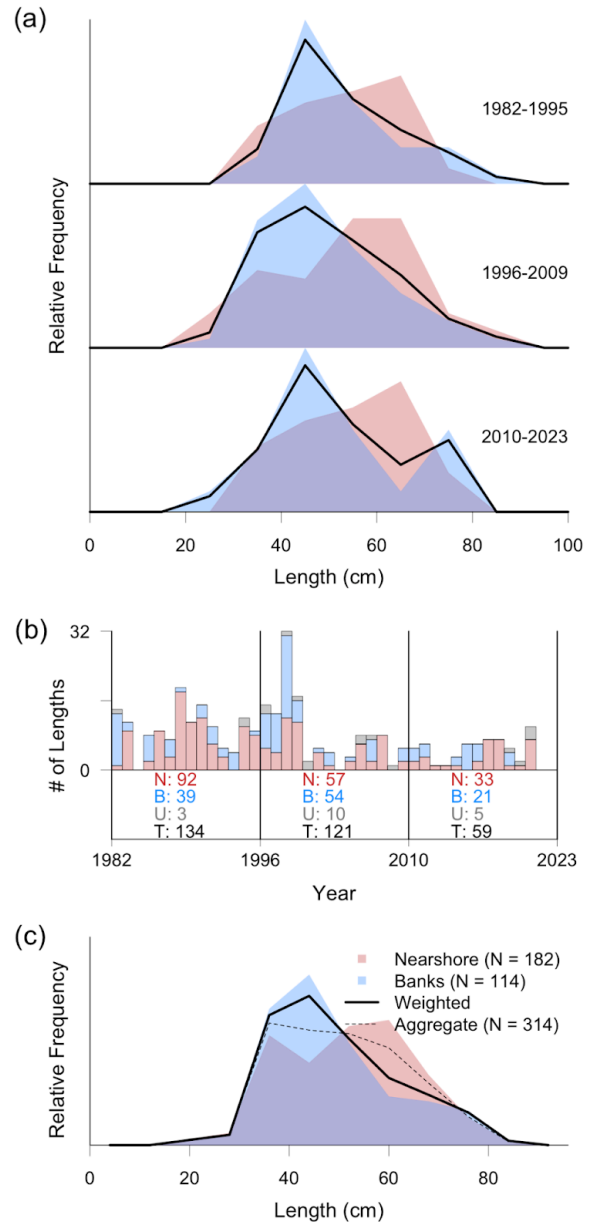 (a)
1982-1995
1996-2009
2010-2023
Relative Frequency
0 20 40 60 80 100
Length (cm)
(b)
32
0
# of Lengths
N: 92 N: 57 N: 33
B: 39 B: 54 B: 21
U: 3 U: 10 U: 5
T: 134 T: 121 T: 59
1982 1996 2010 2023
Year
(c)
Nearshore (N = 182)
Banks (N = 114)
Weighted
Aggregate (N = 314)
Relative Frequency
0 20 40 60 80
Length (cm)